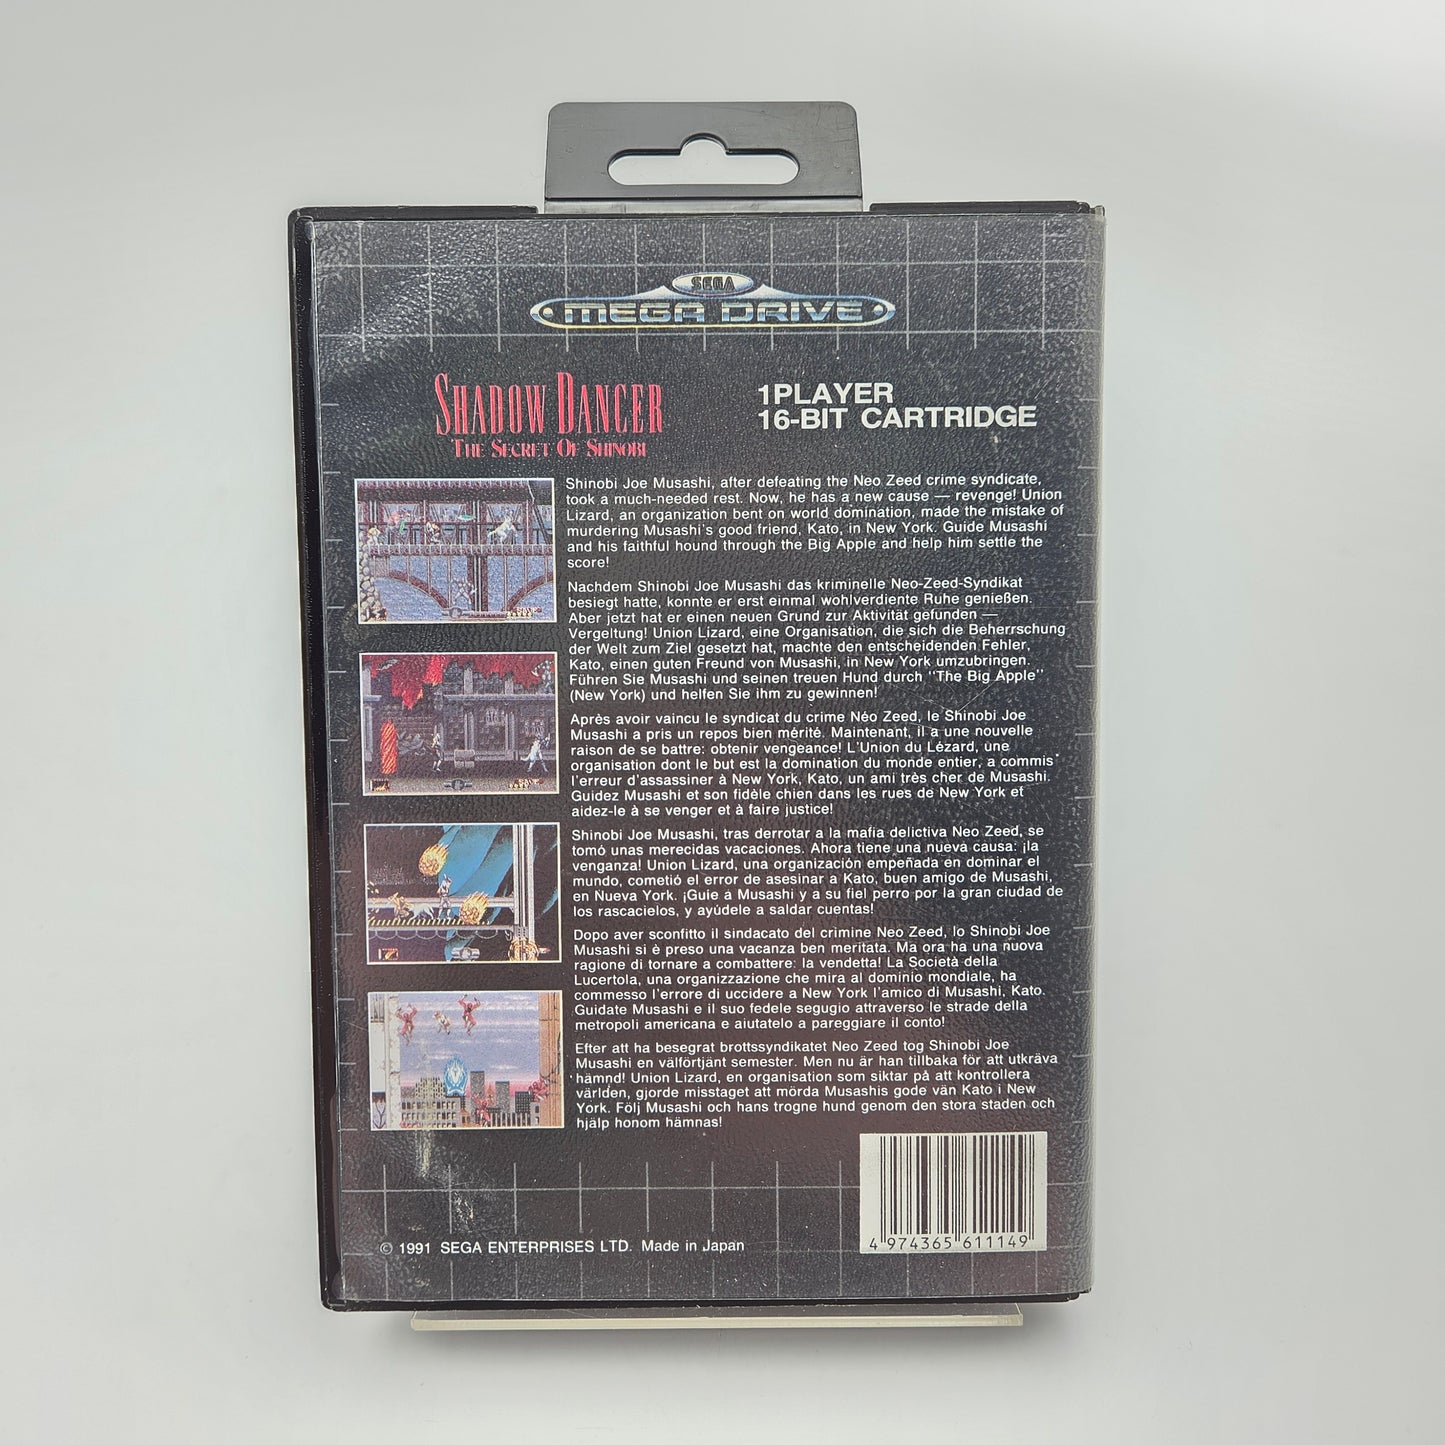 SEGA
MEGA DRIVE
SHADOW DANCER
THE SECRET OF SHINOBI
1PLAYER
16-BIT CARTRIDGE
Shinobi Joe Musashi, after defeating the Neo Zeed crime syndicate,
took a much-needed rest. Now, he has a new cause — revenge! Union
Lizard, an organization bent on world domination, made the mistake of
murdering Musashi's good friend, Kato, in New York. Guide Musashi
and his faithful hound through the Big Apple and help him settle the
score!
Nachdem Shinobi Joe Musashi das kriminelle Neo-Zeed-Syndikat
besiegt hatte, konnte er erst einmal wohlverdiente Ruhe genießen.
Aber jetzt hat er einen neuen Grund zur Aktivität gefunden —
Vergeltung! Union Lizard, eine Organisation, die sich die Beherrschung
der Welt zum Ziel gesetzt hat, machte den entscheidenden Fehler,
Kato, einen guten Freund von Musashi, in New York umzubringen.
Führen Sie Musashi und seinen treuen Hund durch "The Big Apple"
(New York) und helfen Sie ihm zu gewinnen!
Après avoir vaincu le syndicat du crime Néo Zeed, le Shinobi Joe
Musashi a pris un repos bien mérité. Maintenant, il a une nouvelle
raison de se battre: obtenir vengeance! L'Union du Lézard, une
organisation dont le but est la domination du monde entier, a commis
l'erreur d'assassiner à New York, Kato, un ami très cher de Musashi.
Guidez Musashi et son fidèle chien dans les rues de New York et
aidez-le à se venger et à faire justice!
Shinobi Joe Musashi, tras derrotar a la mafia delictiva Neo Zeed, se
tomó unas merecidas vacaciones. Ahora tiene una nueva causa: ¡la
venganza! Union Lizard, una organización empeñada en dominar el
mundo, cometió el error de asesinar a Kato, buen amigo de Musashi,
en Nueva York. ¡Guie a Musashi y a su fiel perro por la gran ciudad de
los rascacielos, y ayúdele a saldar cuentas!
Dopo aver sconfitto il sindacato del crimine Neo Zeed, lo Shinobi Joe
Musashi si è preso una vacanza ben meritata. Ma ora ha una nuova
ragione di tornare a combattere: la vendetta! La Società della
Lucertola, una organizzazione che mira al dominio mondiale, ha
commesso l'errore di uccidere a New York l'amico di Musashi, Kato.
Guidate Musashi e il suo fedele segugio attraverso le strade della
metropoli americana e aiutatelo a pareggiare il conto!
Efter att ha besegrat brottssyndikatet Neo Zeed tog Shinobi Joe
Musashi en välförtjänt semester. Men nu är han tillbaka för att utkräva
hämnd! Union Lizard, en organisation som siktar på att kontrollera
världen, gjorde misstaget att mörda Musashis gode vän Kato i New
York. Följ Musashi och hans trogne hund genom den stora staden och
hjälp honom hämnas!
© 1991 SEGA ENTERPRISES LTD. Made in Japan
4 974365 611149